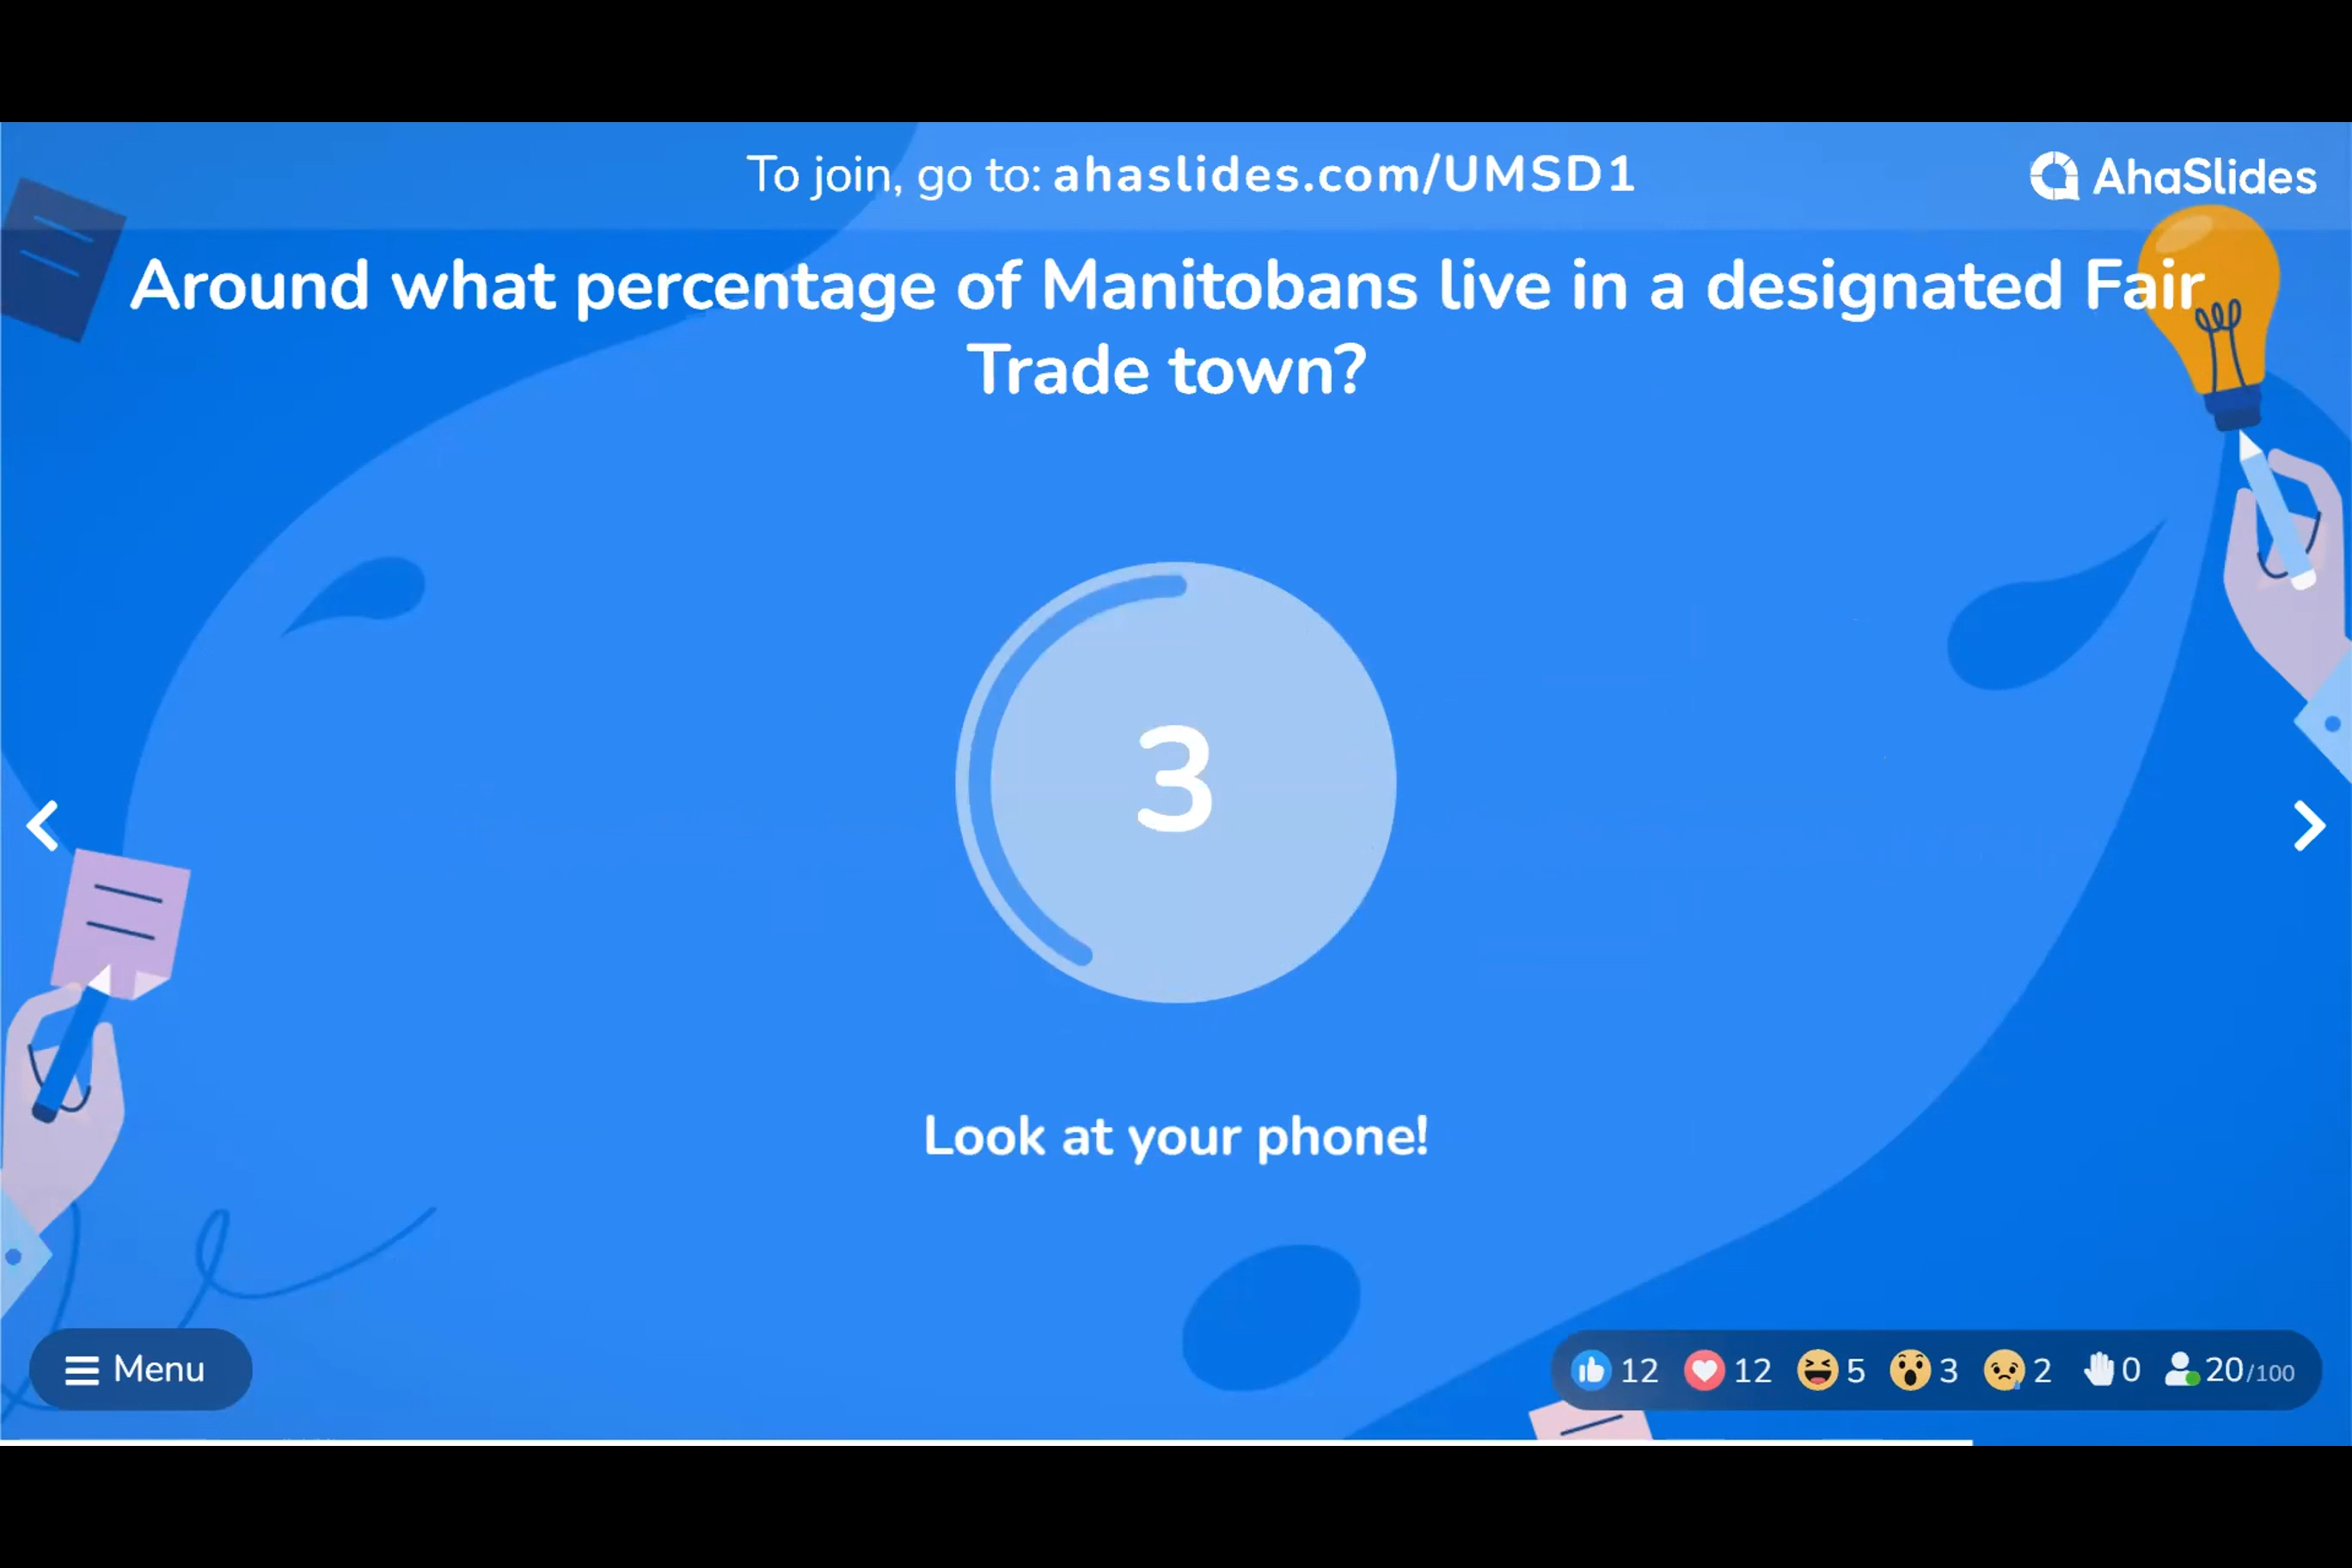 To join, go to: ahaslides.com/UMSD1
AhaSlides
Around what percentage of Manitobans live in a designated Fair
Trade town?
3
Look at your phone!
Menu
12 12 5 3 2 0 20/100